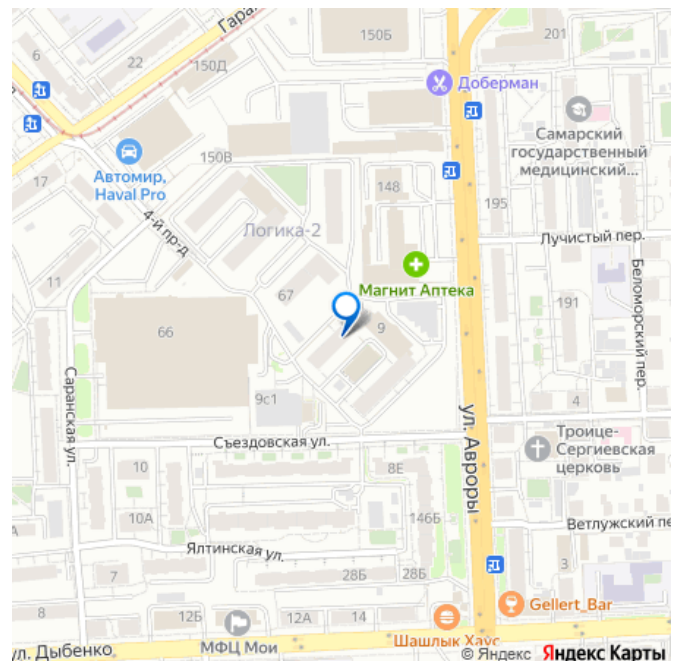 Гара
6
22
150Б
201
150Д
Доберман
Самарский
государственный
медицинский...
17
Автомир,
Haval Pro
150В
148
195
4-й пр-д
Логика-2
Лучистый пер.
11
67
Магнит Аптека
Беломорский пер.
191
66
9
Саранская ул.
9с1
4
ул. Авроры
Съездовская ул.
Троице-
Сергиевская
церковь
10
8Е
10А
146Б
Ветлужский пе
Ялтинская ул.
7
28Б
28Б
3
8
12Б
12А
14
Gellert_Bar
ул. Дыбенко
МФЦ Мои
Шашлык Хаус
© Яндекс Яндекс Карты